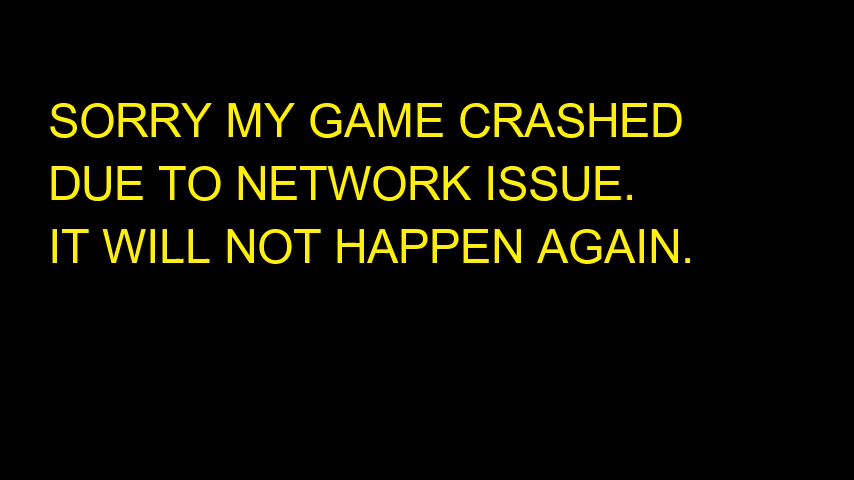 SORRY MY GAME CRASHED
DUE TO NETWORK ISSUE.
IT WILL NOT HAPPEN AGAIN.